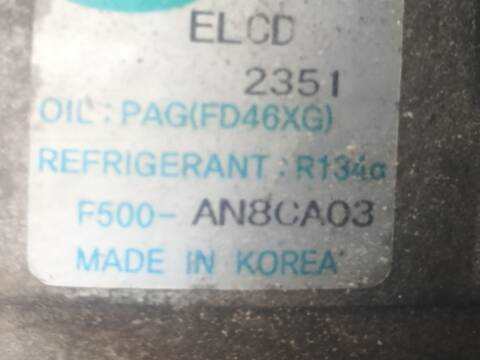 ELCD
2351
OIL : PAG(FD46XG)
REFRIGERANT : R134a
F500- AN8CA03
MADE IN KOREA